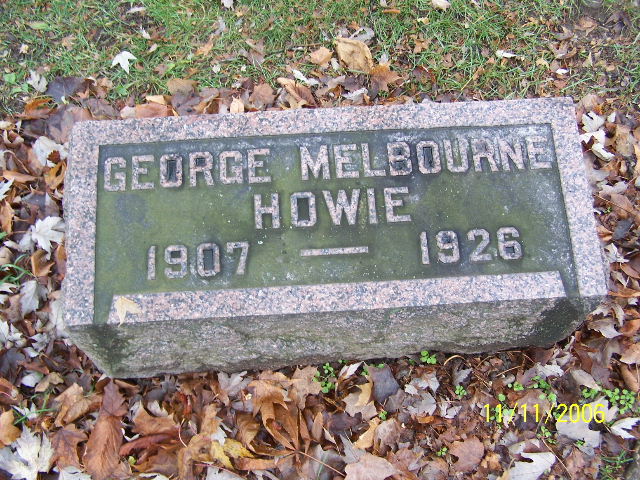 GEORGE MELBOURNE
HOWIE
1907 — 1926
11/11/2006